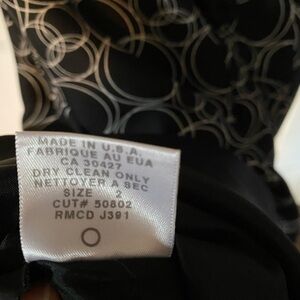 MADE IN U.S.A.
FABRIQUE AU EUA
CA 30427
DRY CLEAN ONLY
NETTOYER A SEC
SIZE 2
CUT# 50802
RMCD J391